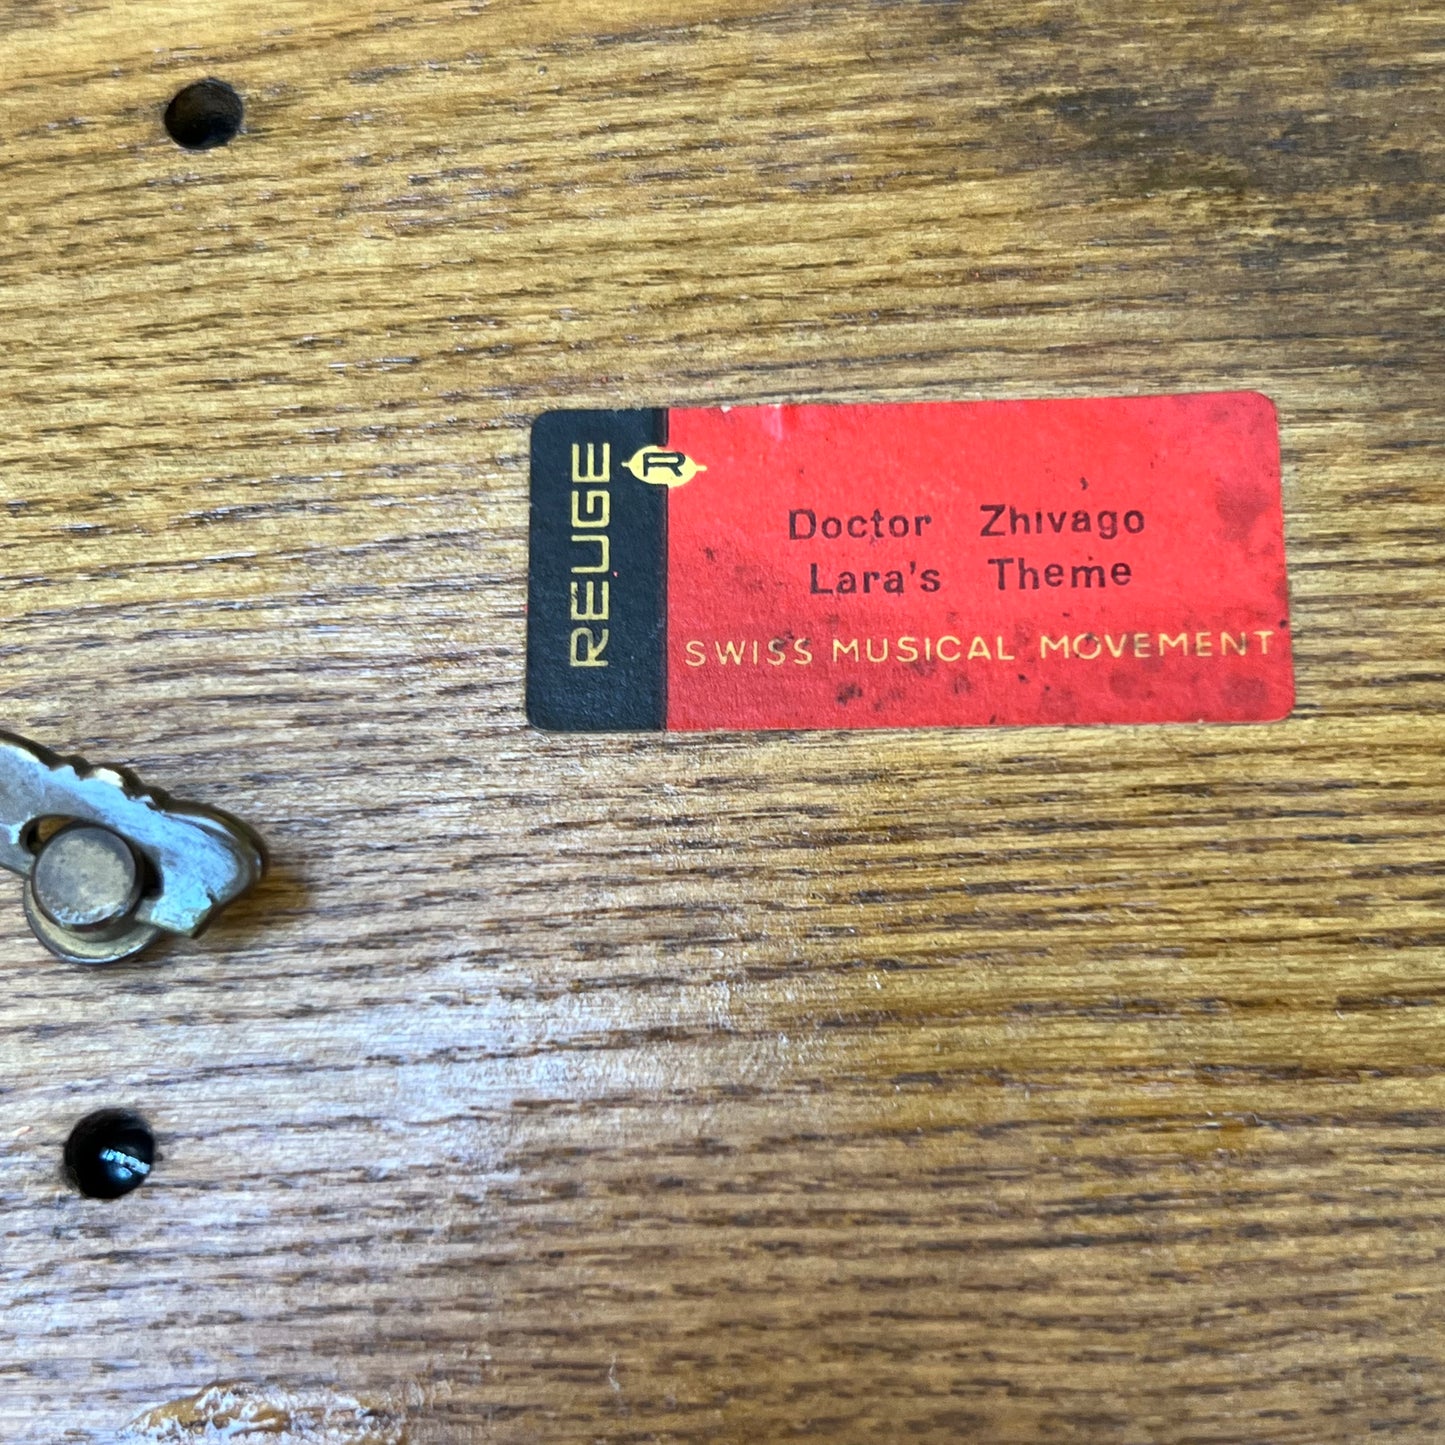 REUGE
R
Doctor Zhivago
Lara's Theme
SWISS MUSICAL MOVEMENT